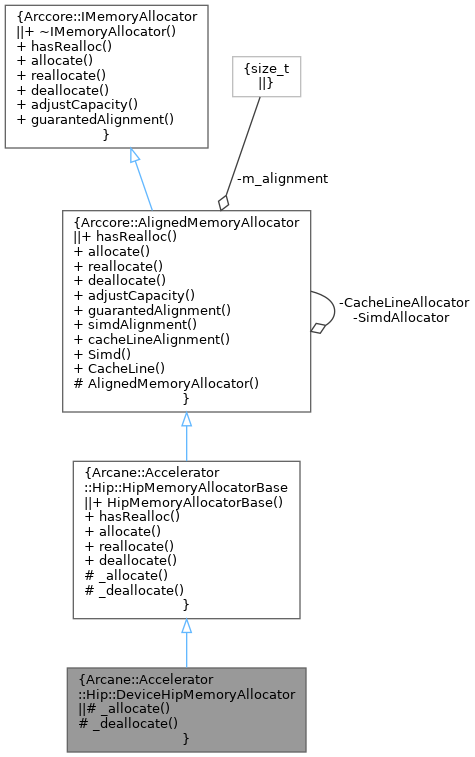 {Arccore::IMemoryAllocator
||+ ~IMemoryAllocator()
+ hasRealloc()
+ allocate()
+ reallocate()
+ deallocate()
+ adjustCapacity()
+ guarantedAlignment()
}
{size_t
||}
-m_alignment
{Arccore::AlignedMemoryAllocator
||+ hasRealloc()
+ allocate()
+ reallocate()
+ deallocate()
+ adjustCapacity()
+ guarantedAlignment()
+ simdAlignment()
+ cacheLineAlignment()
+ Simd()
+ CacheLine()
# AlignedMemoryAllocator()
}
-CacheLineAllocator
-SimdAllocator
{Arcane::Accelerator
::Hip::HipMemoryAllocatorBase
||+ HipMemoryAllocatorBase()
+ hasRealloc()
+ allocate()
+ reallocate()
+ deallocate()
# _allocate()
# _deallocate()
}
{Arcane::Accelerator
::Hip::DeviceHipMemoryAllocator
||# _allocate()
# _deallocate()
}